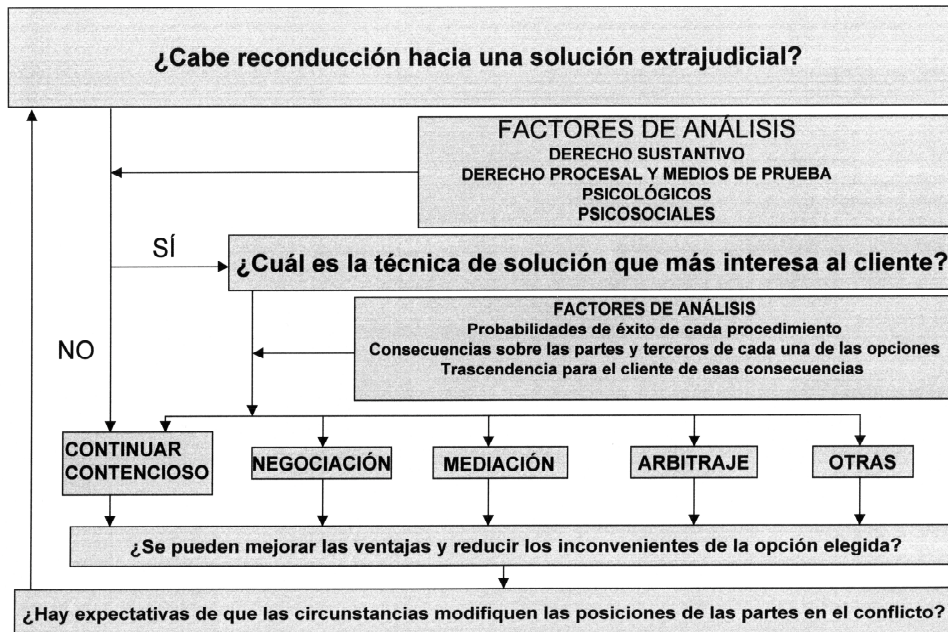 ¿Cabe reconducción hacia una solución extrajudicial?
FACTORES DE ANÁLISIS
DERECHO SUSTANTIVO
DERECHO PROCESAL Y MEDIOS DE PRUEBA
PSICOLÓGICOS
PSICOSOCIALES
SÍ
¿Cuál es la técnica de solución que más interesa al cliente?
FACTORES DE ANÁLISIS
Probabilidades de éxito de cada procedimiento
Consecuencias sobre las partes y terceros de cada una de las opciones
Trascendencia para el cliente de esas consecuencias
NO
CONTINUAR
CONTENCIOSO
NEGOCIACIÓN
MEDIACIÓN
ARBITRAJE
OTRAS
¿Se pueden mejorar las ventajas y reducir los inconvenientes de la opción elegida?
¿Hay expectativas de que las circunstancias modifiquen las posiciones de las partes en el conflicto?